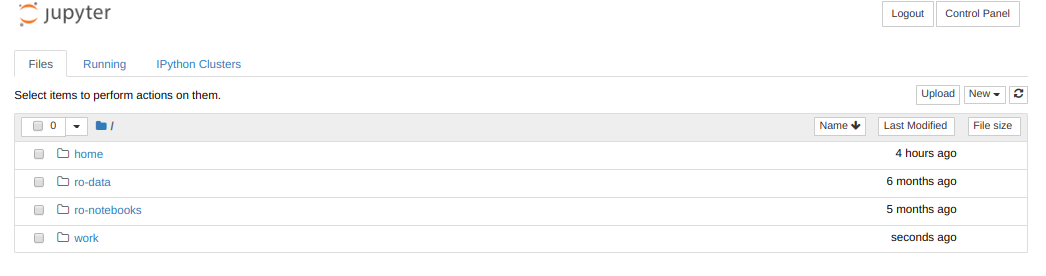 jupyter Logout Control Panel
Files Running IPython Clusters
Select items to perform actions on them. Upload New
0 / Name Last Modified File size
home 4 hours ago
ro-data 6 months ago
ro-notebooks 5 months ago
work seconds ago